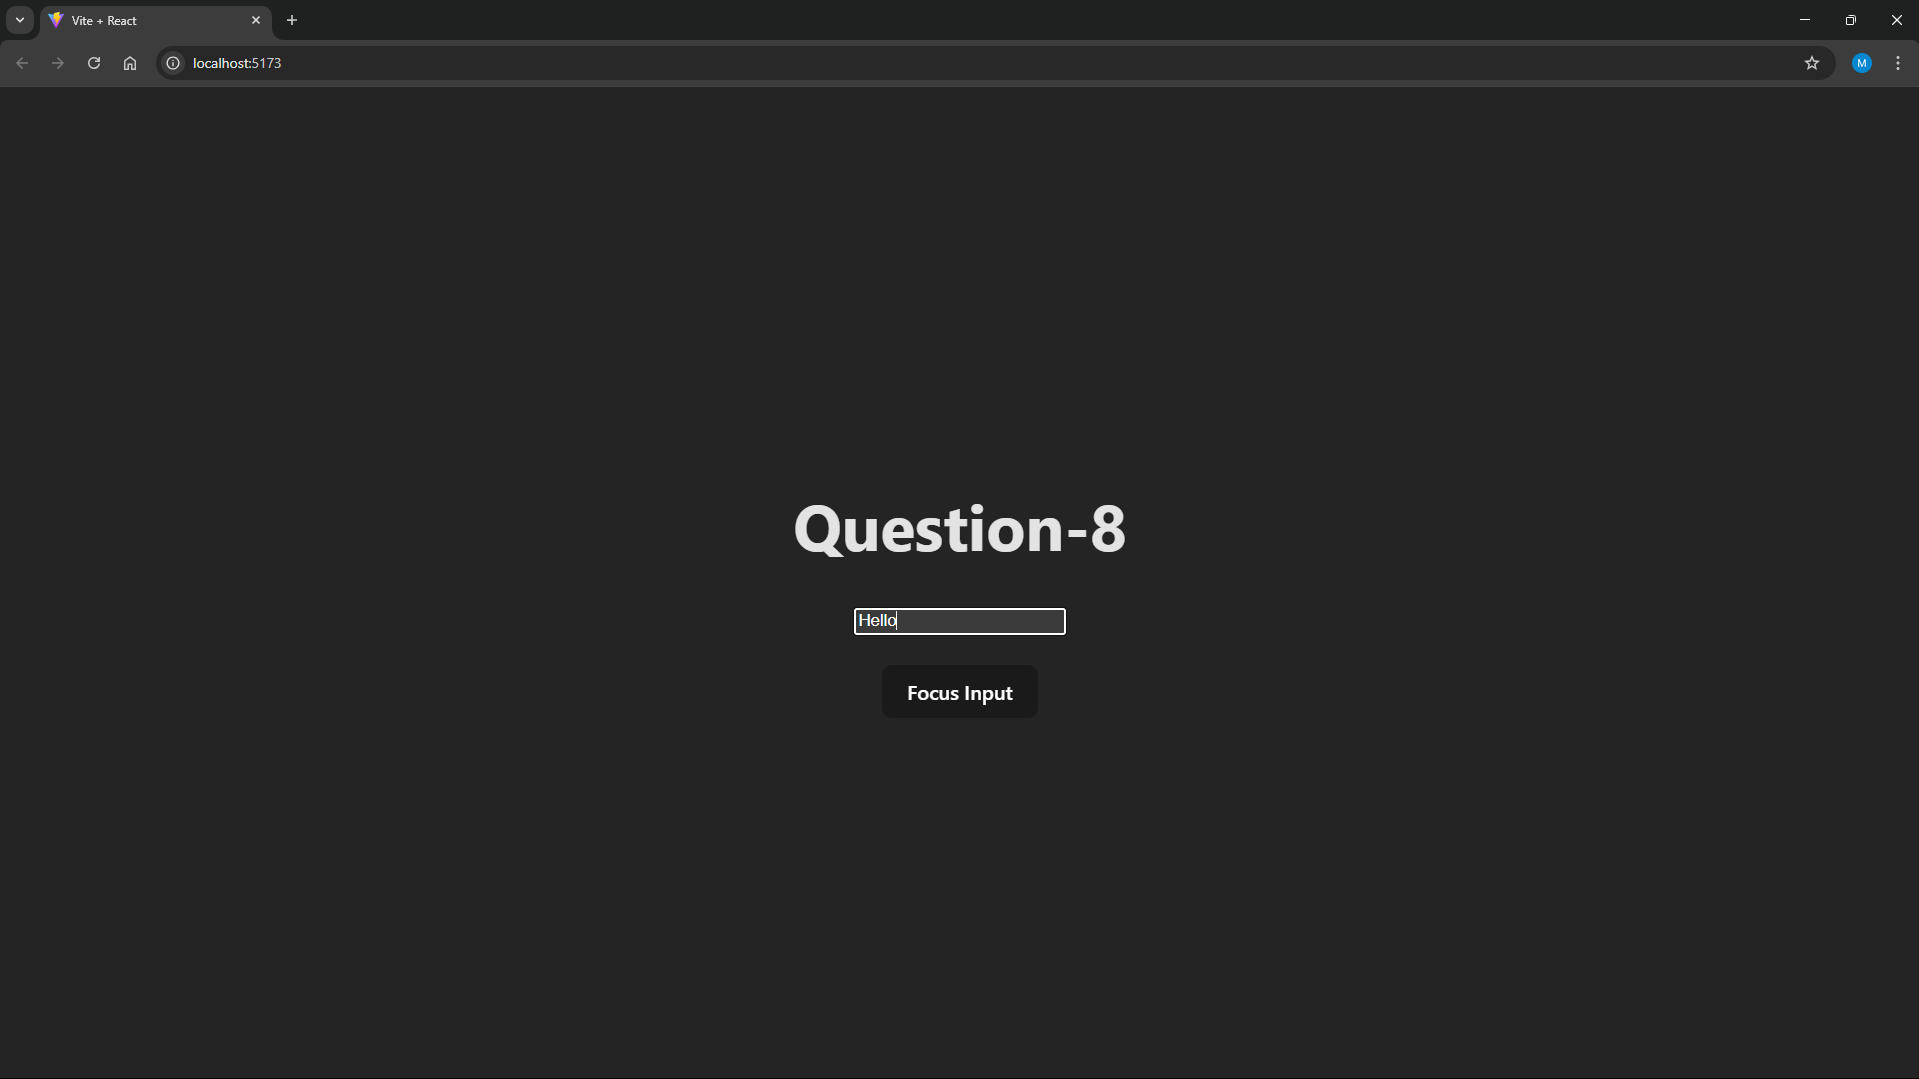 Vite + React
localhost:5173
M
Question-8
Hello
Focus Input